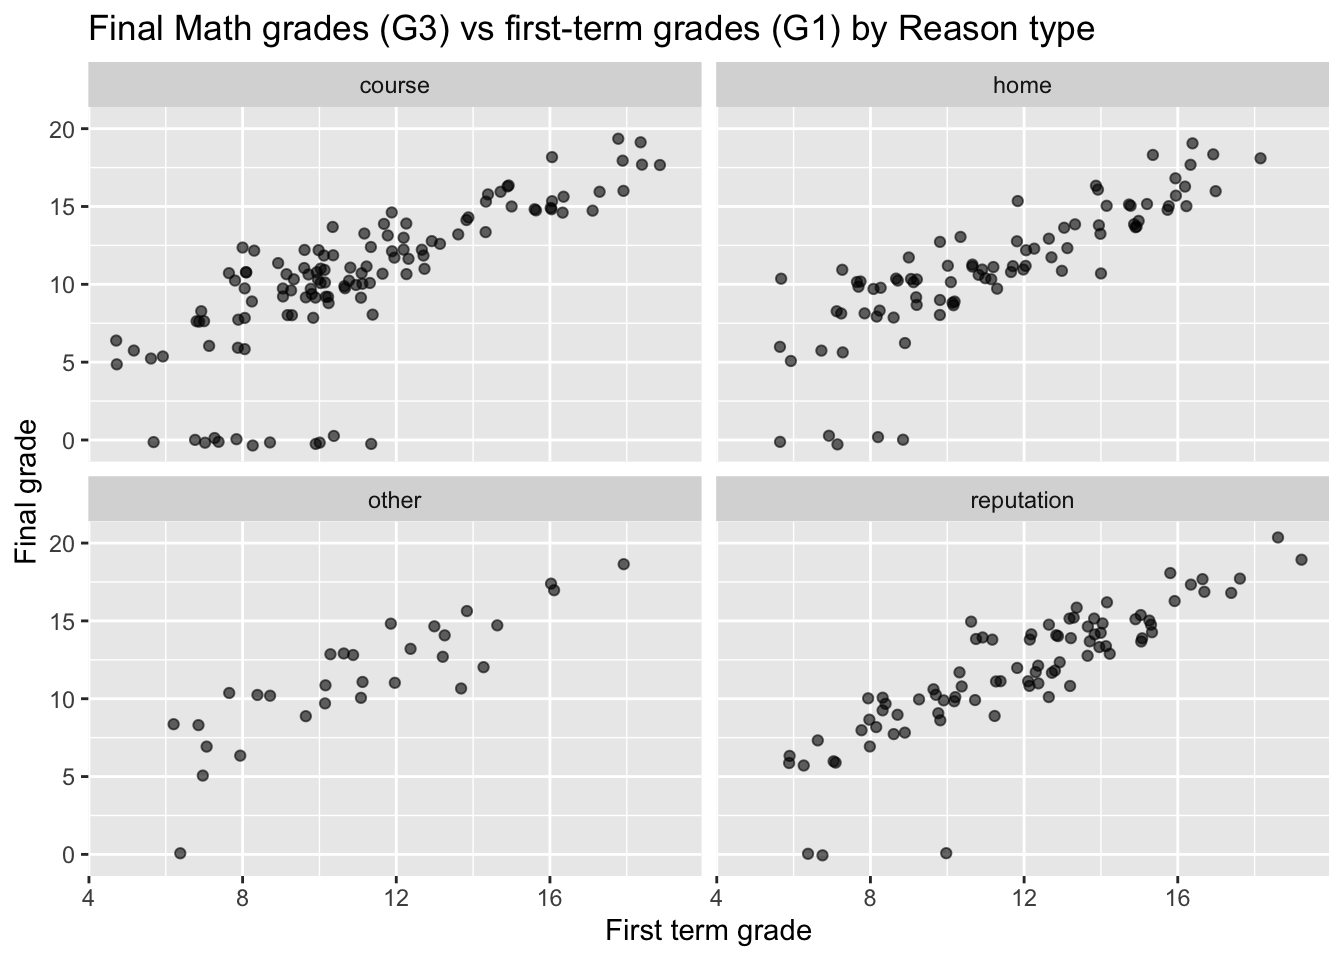 Final Math grades (G3) vs first-term grades (G1) by Reason type
course
home
20
15
10
5
0
Final grade
other
reputation
20
15
10
5
0
4 8 12 16 4 8 12 16
First term grade